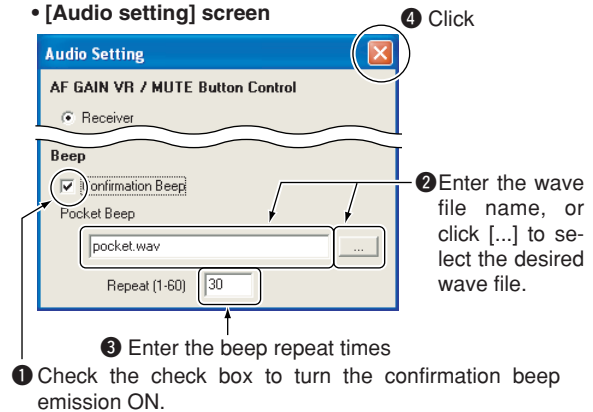 • [Audio setting] screen
❹ Click
Audio Setting
AF GAIN VR / MUTE Button Control
Receiver
Beep
Confirmation Beep
Pocket Beep
pocket.wav
...
Repeat (1-60) 30
❷Enter the wave
file name, or
click [...] to se-
lect the desired
wave file.
❸ Enter the beep repeat times
❶ Check the check box to turn the confirmation beep
emission ON.